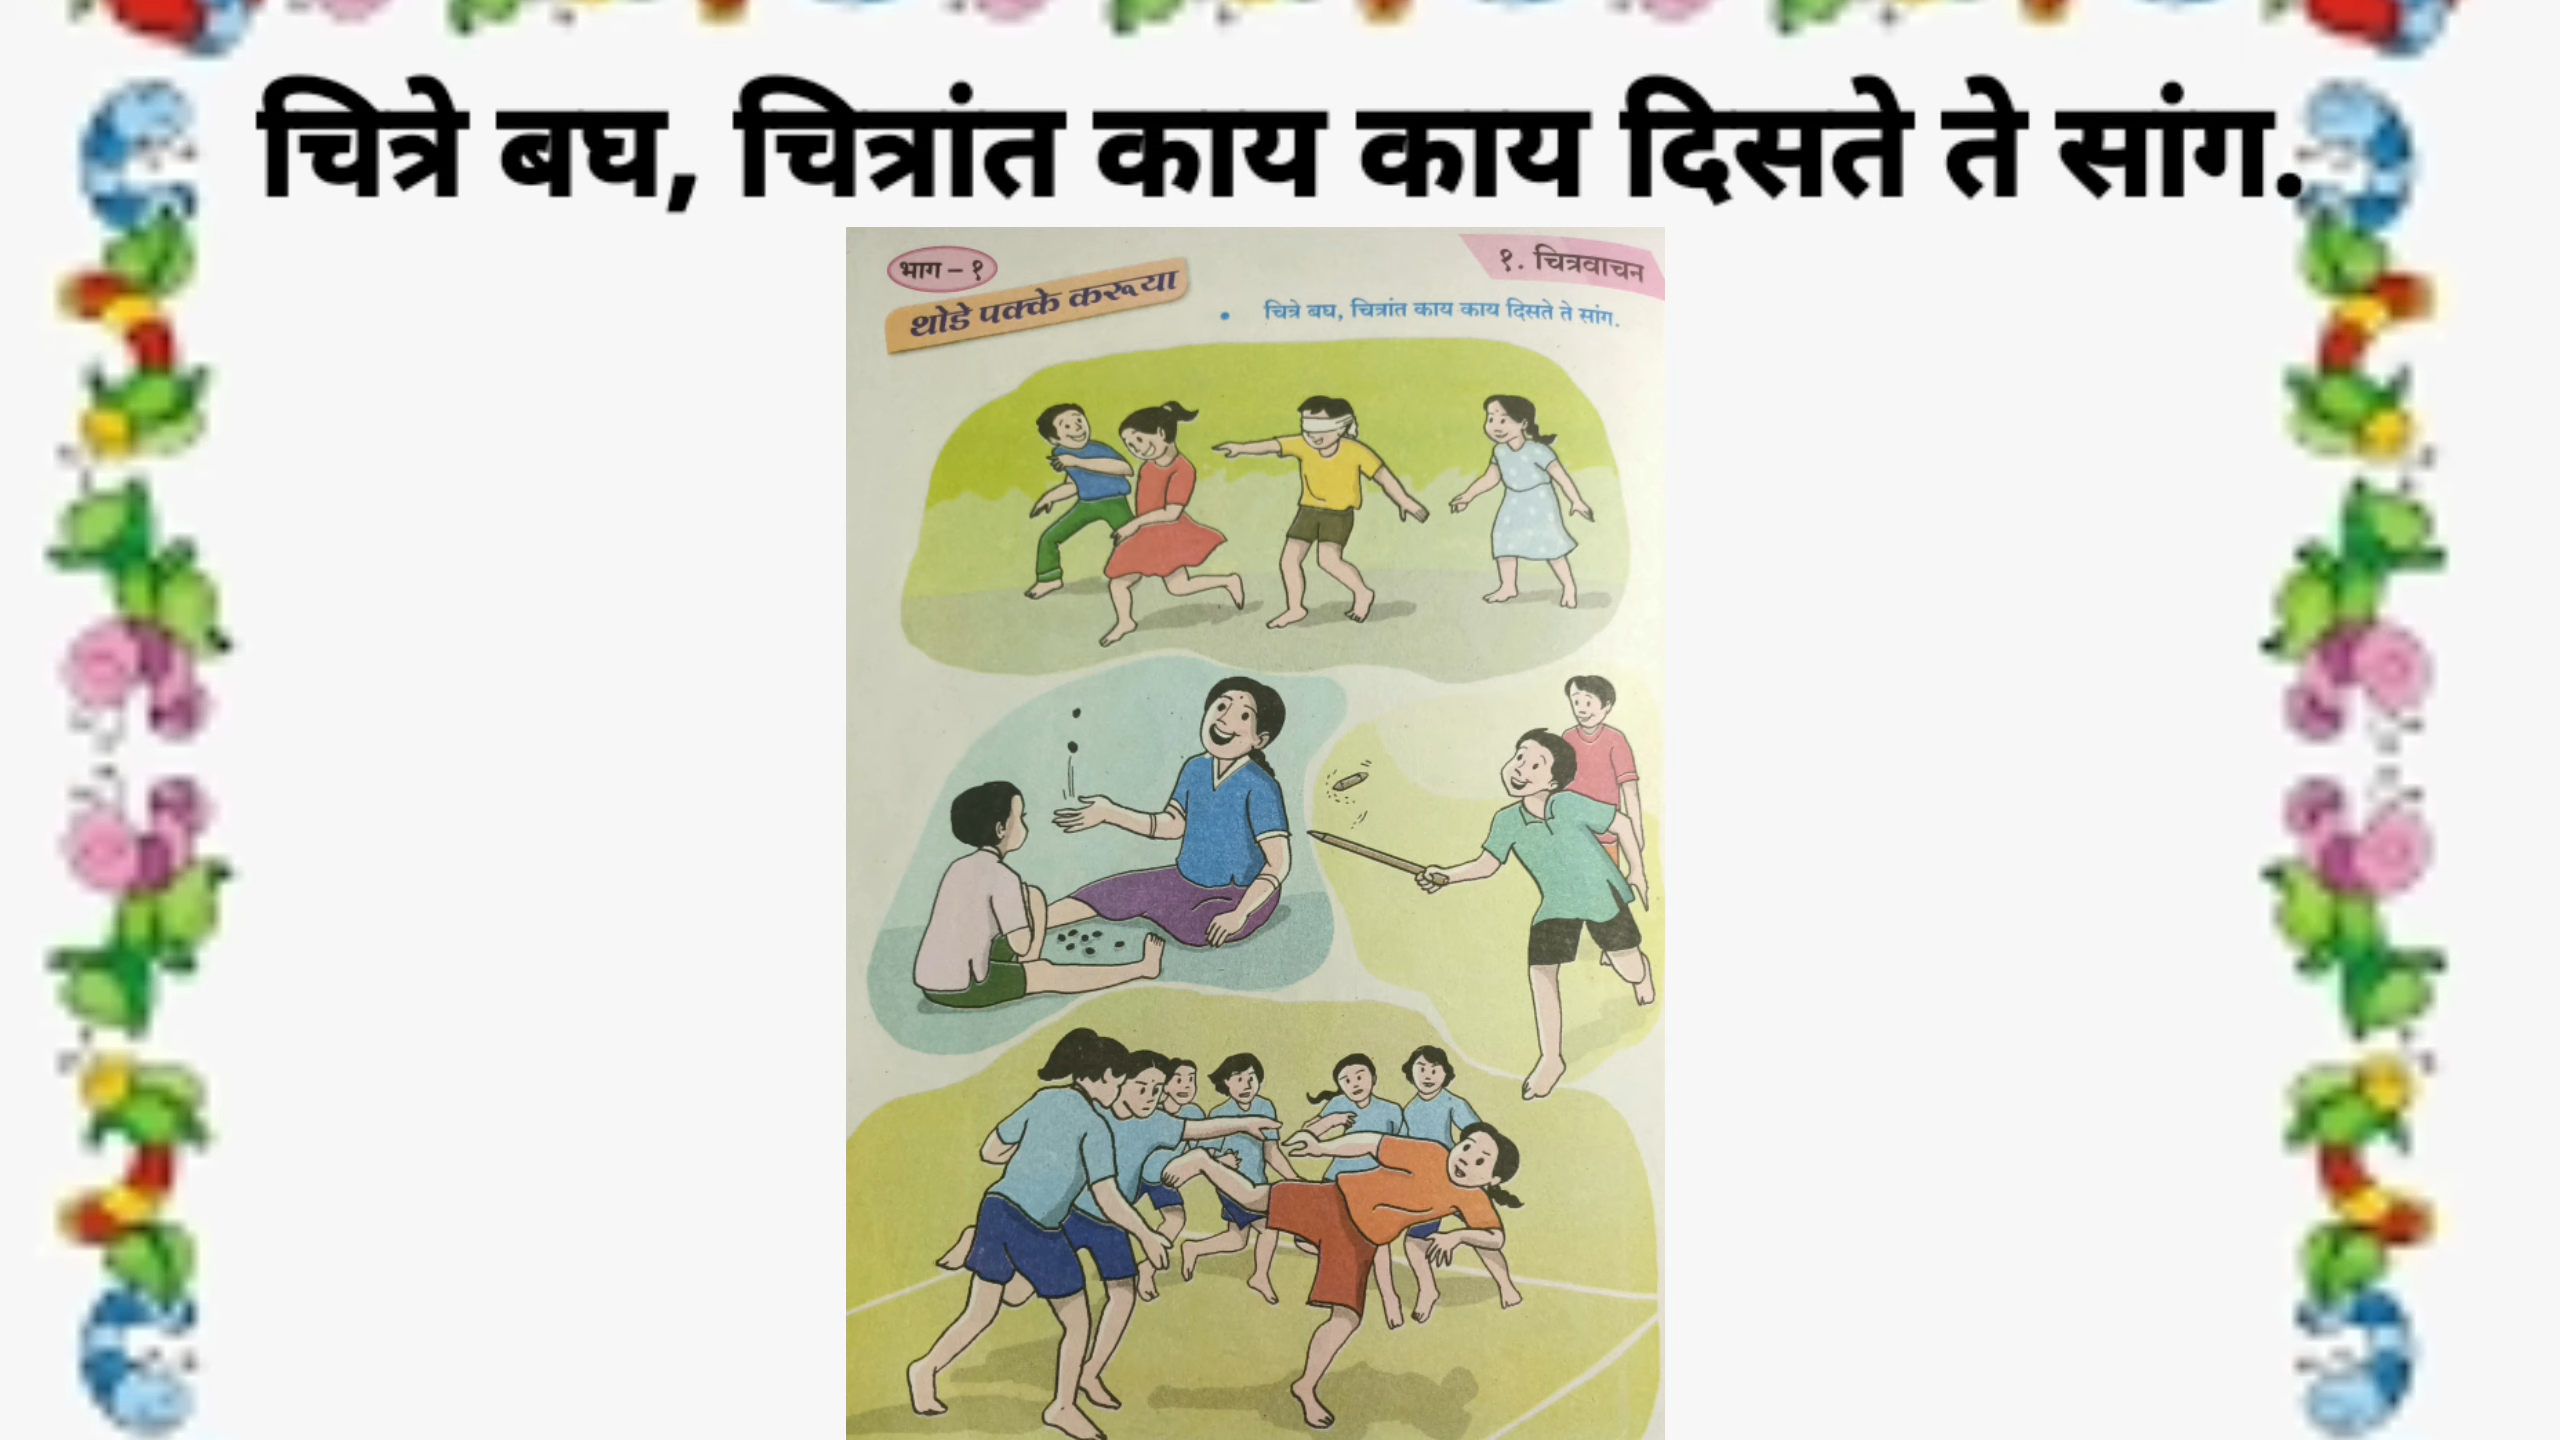 चित्रे बघ, चित्रांत काय काय दिसते ते सांग.
भाग – १
१. चित्रवाचन
थोडे पक्के करूया
• चित्रे बघ, चित्रांत काय काय दिसते ते सांग.